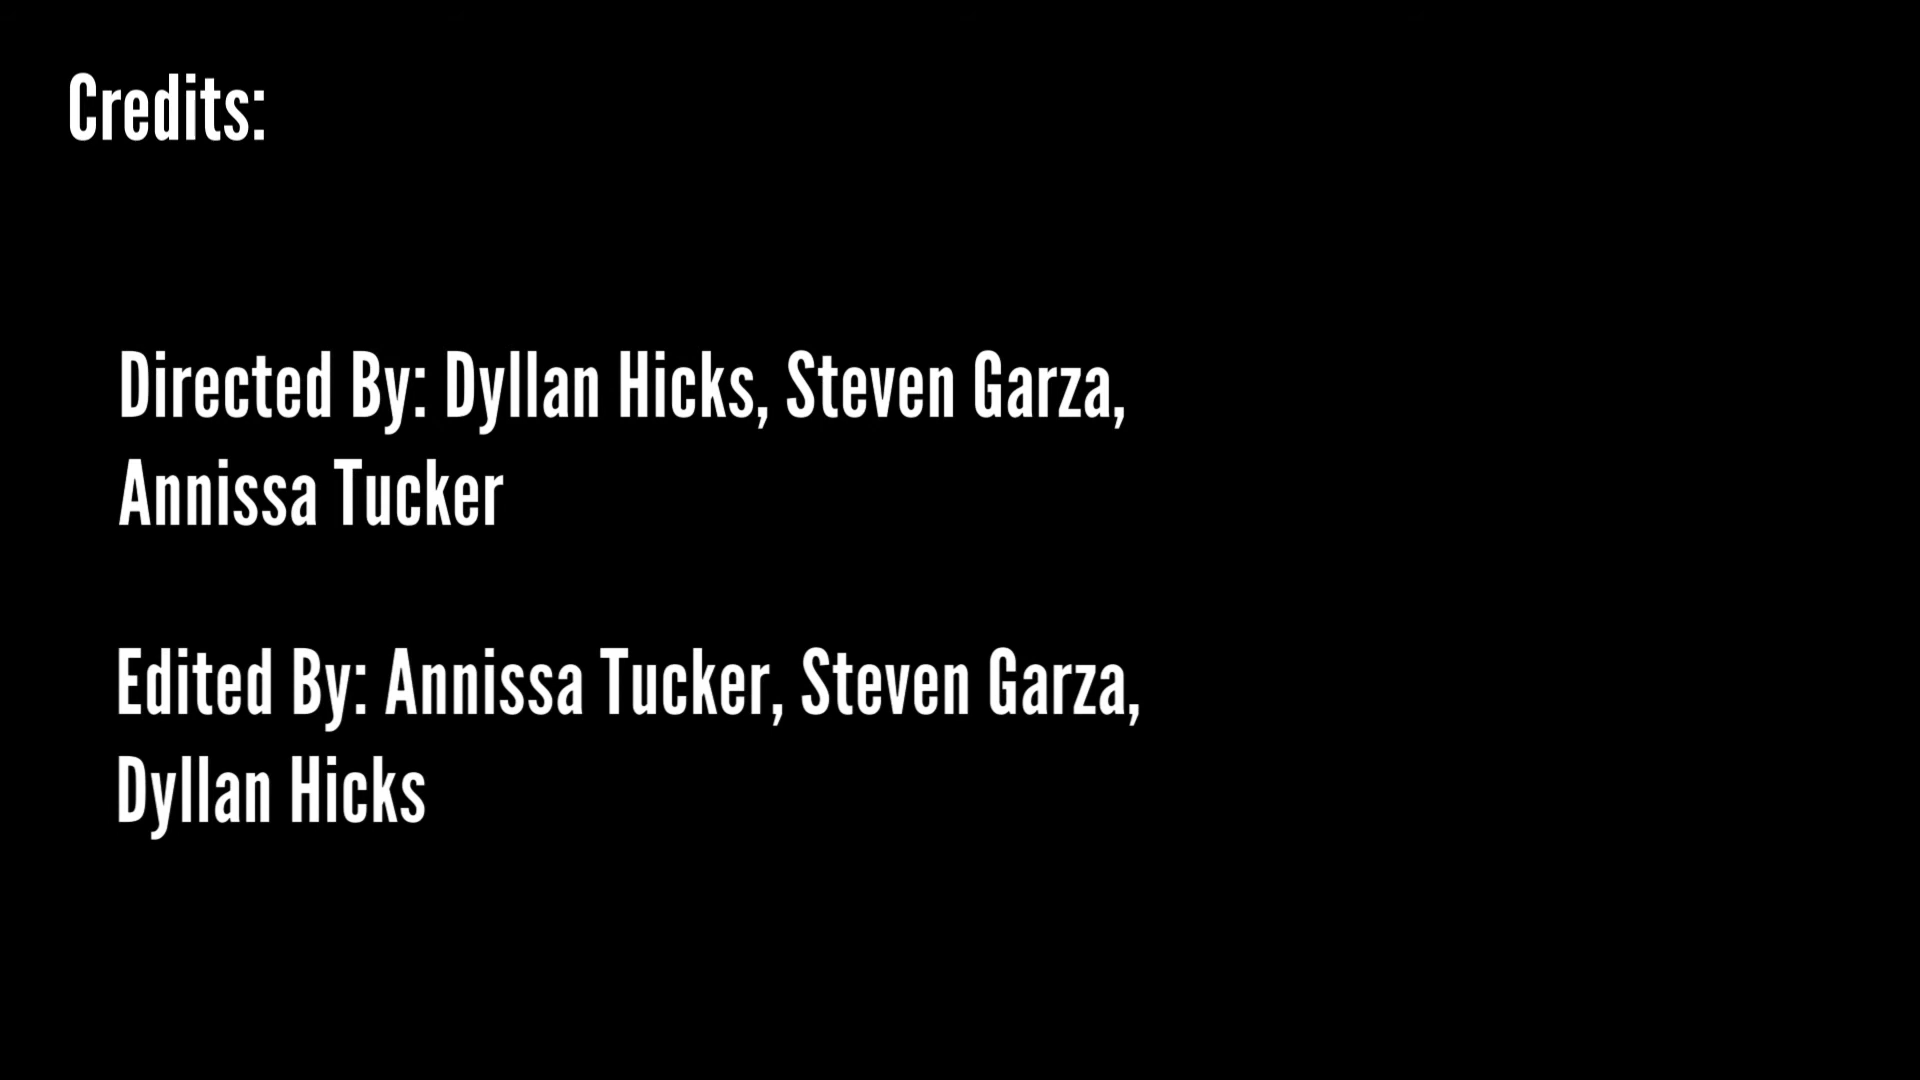 Credits:
Directed By: Dyllan Hicks, Steven Garza,
Annissa Tucker
Edited By: Annissa Tucker, Steven Garza,
Dyllan Hicks